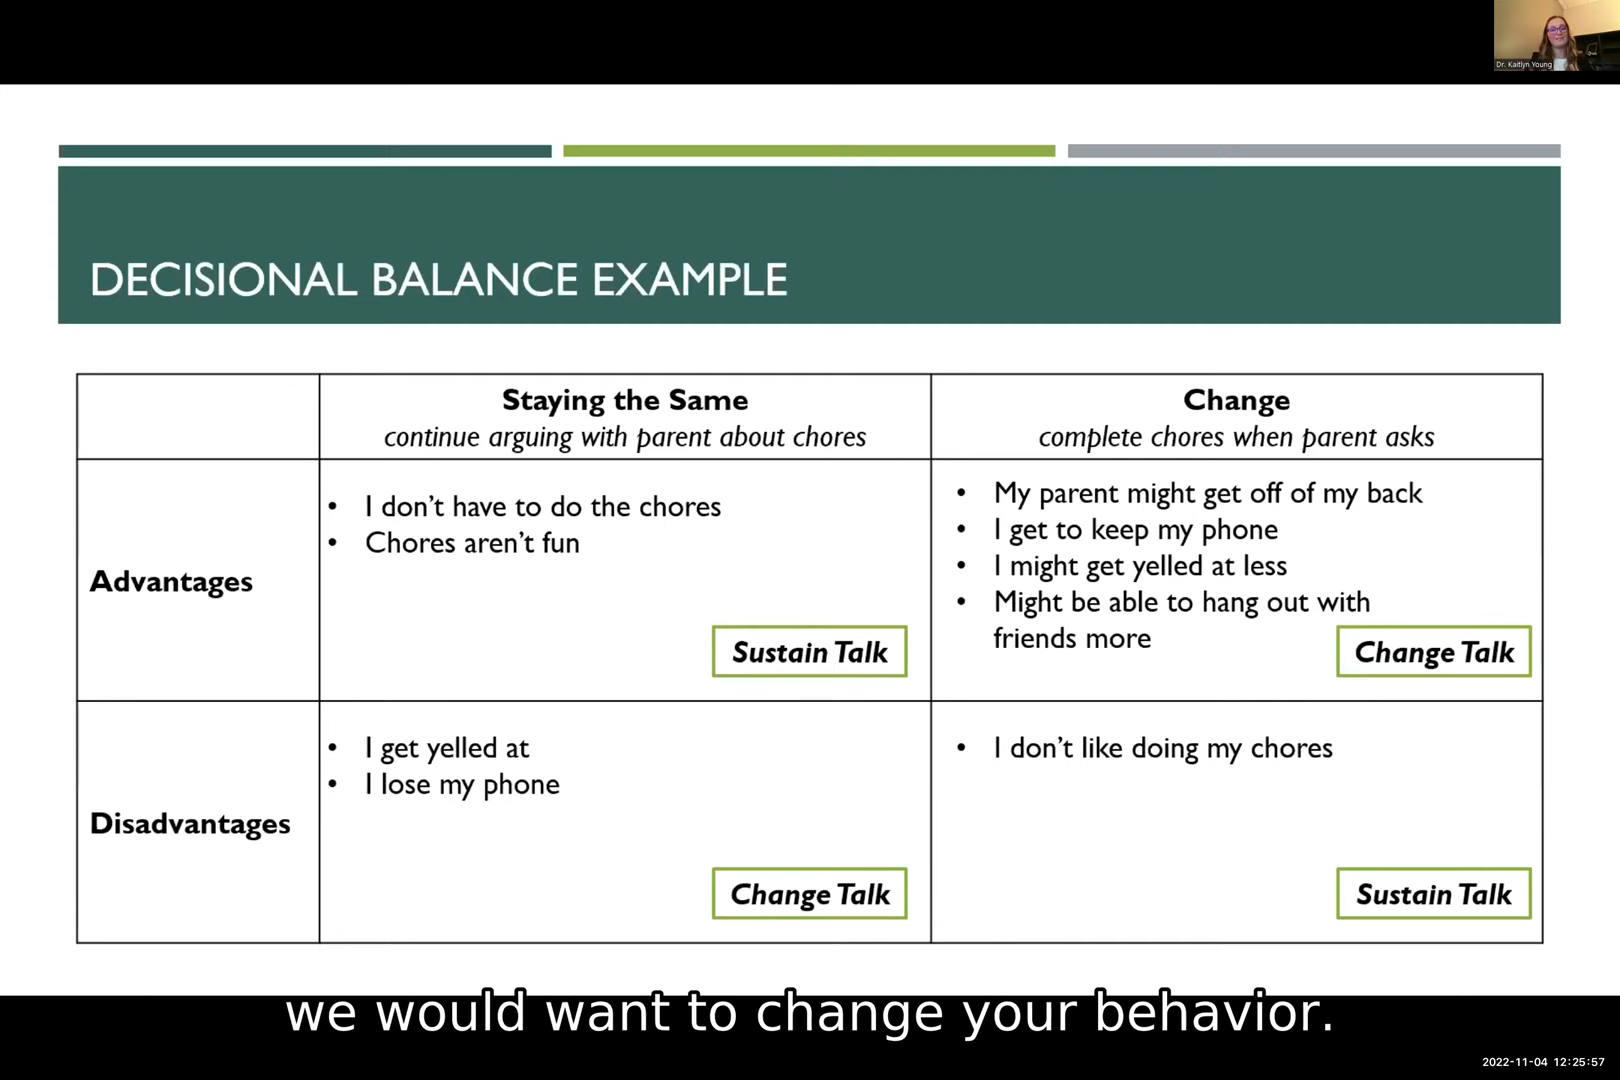 Dr. Kaitlyn Young
DECISIONAL BALANCE EXAMPLE
Staying the Same
continue arguing with parent about chores
Change
complete chores when parent asks
Advantages
• I don’t have to do the chores
• Chores aren’t fun
Sustain Talk
• My parent might get off of my back
• I get to keep my phone
• I might get yelled at less
• Might be able to hang out with
friends more
Change Talk
Disadvantages
• I get yelled at
• I lose my phone
Change Talk
• I don’t like doing my chores
Sustain Talk
we would want to change your behavior.
2022-11-04 12:25:57